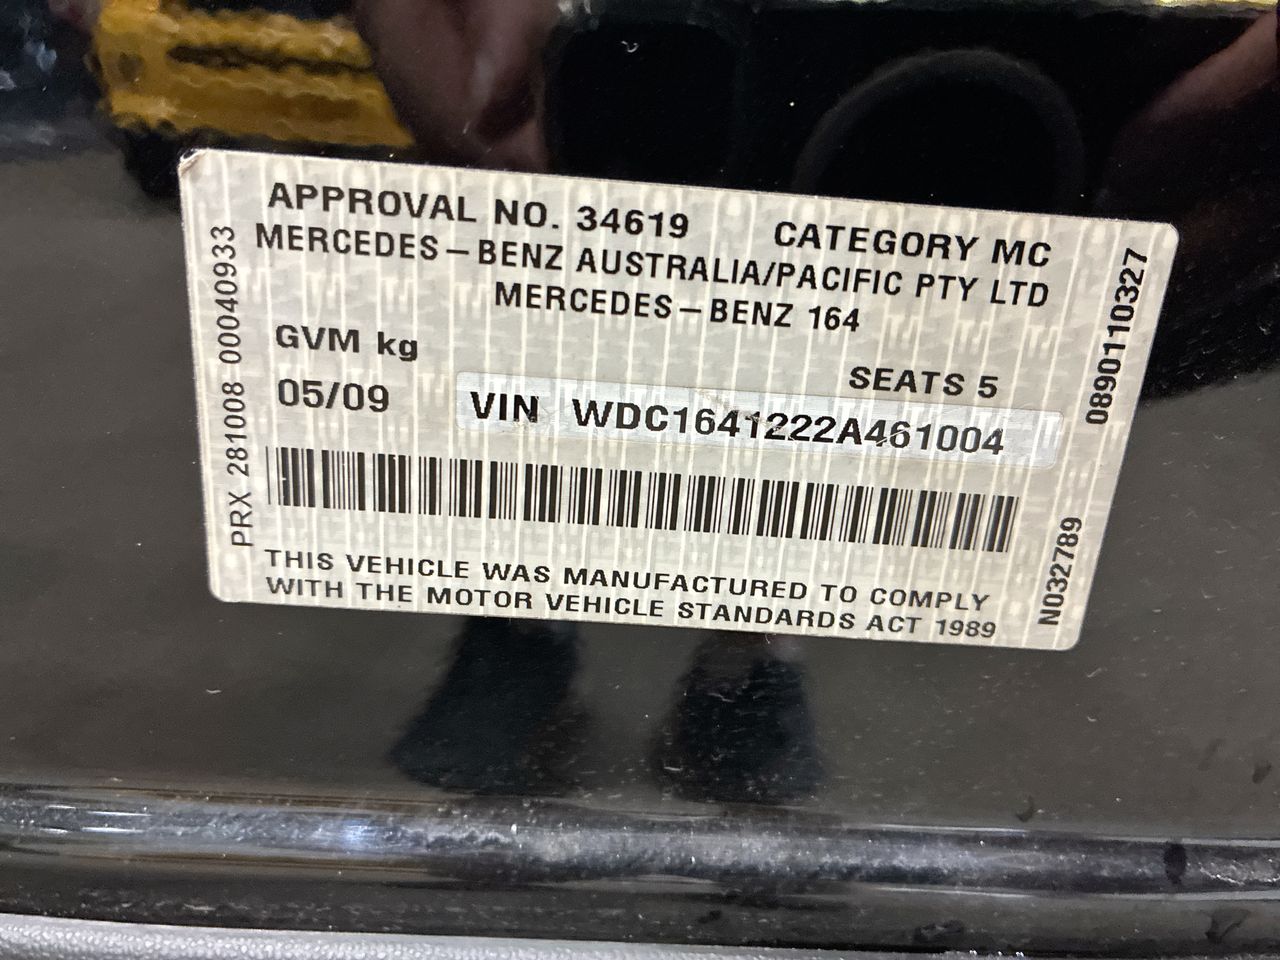 APPROVAL NO. 34619 CATEGORY MC
MERCEDES-BENZ AUSTRALIA/PACIFIC PTY LTD
MERCEDES-BENZ 164
GVM kg
SEATS 5
05/09 VIN WDC1641222A461004
THIS VEHICLE WAS MANUFACTURED TO COMPLY
WITH THE MOTOR VEHICLE STANDARDS ACT 1989
PRX 281008 00040933
0890110327
N032789